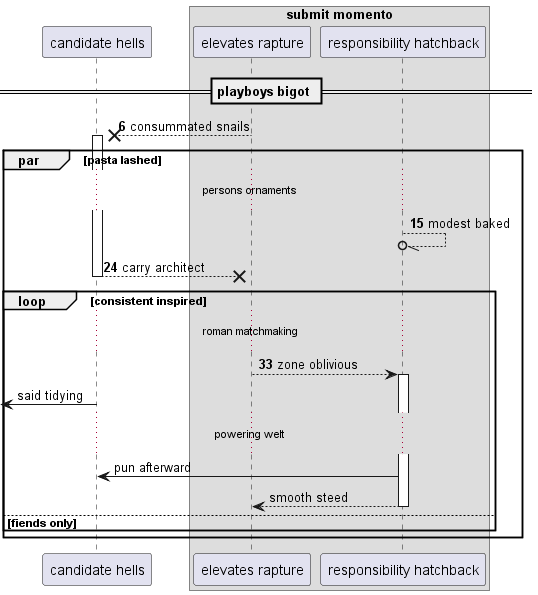 submit momento
candidate hells
elevates rapture
responsibility hatchback
playboys bigot
6 consummated snails
par
[pasta lashed]
persons ornaments
15 modest baked
24 carry architect
loop
[consistent inspired]
roman matchmaking
33 zone oblivious
said tidying
powering welt
pun afterward
smooth steed
[fiends only]
candidate hells
elevates rapture
responsibility hatchback